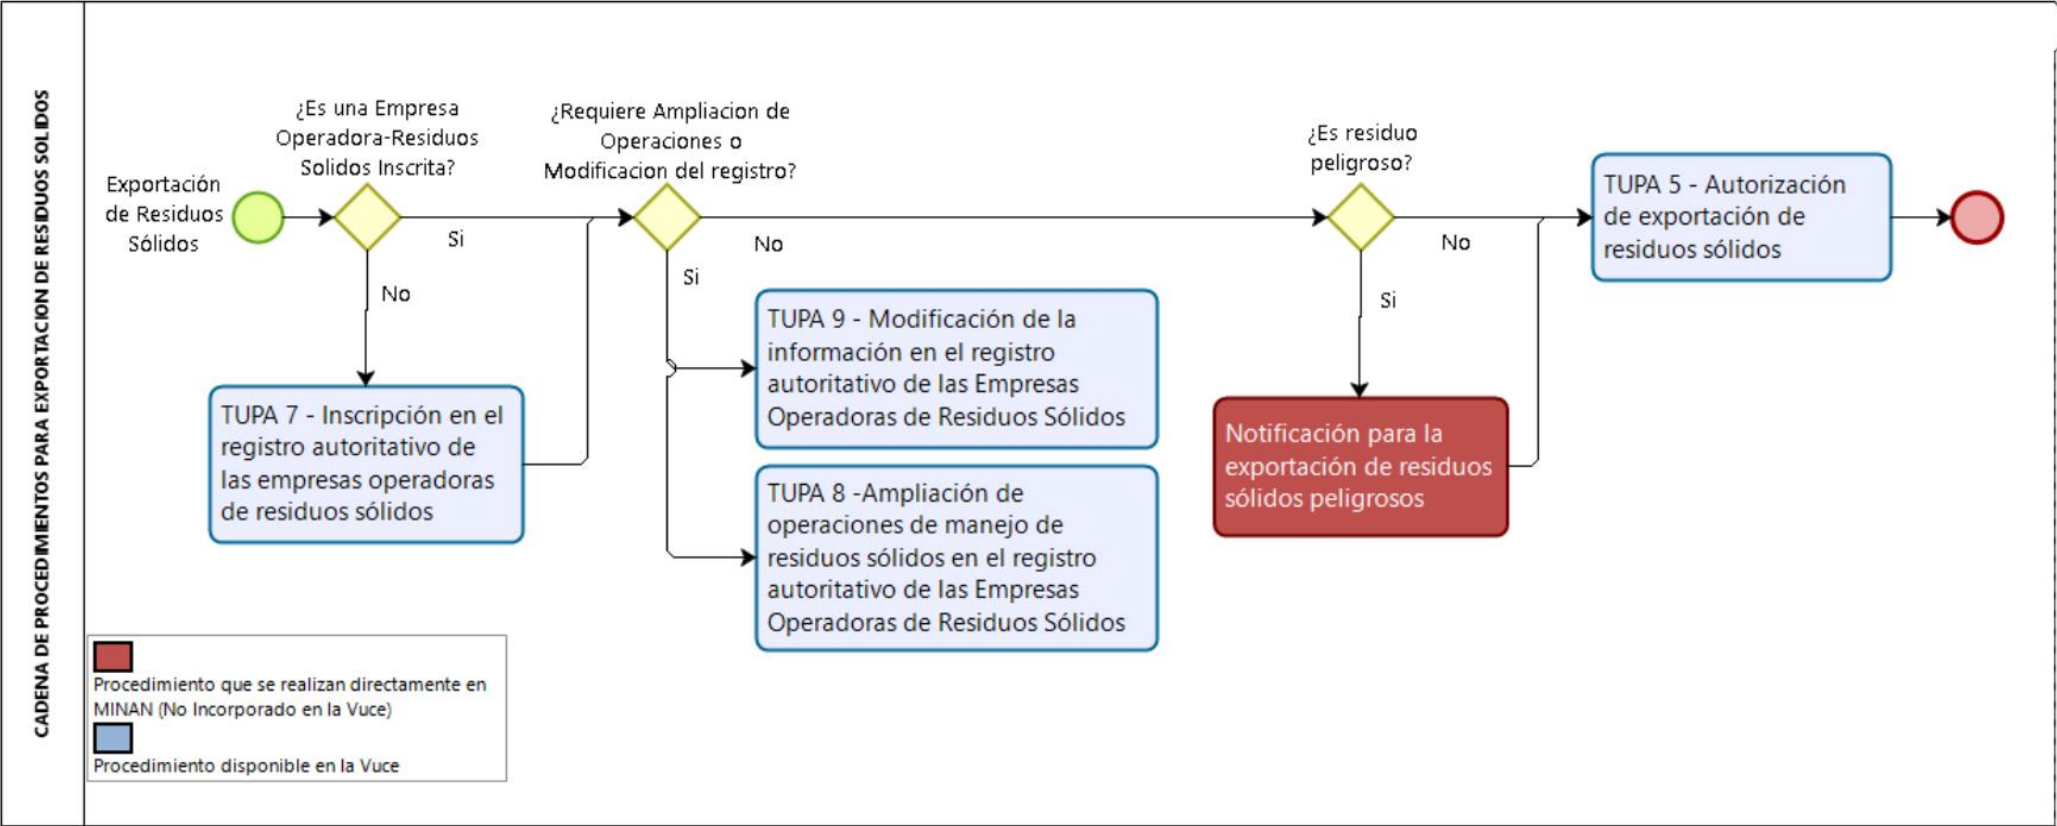 CADENA DE PROCEDIMIENTOS PARA EXPORTACION DE RESIDUOS SOLIDOS
Exportación
de Residuos
Sólidos
¿Es una Empresa
Operadora-Residuos
Solidos Inscrita?
Si
No
TUPA 7 - Inscripción en el
registro autoritativo de
las empresas operadoras
de residuos sólidos
¿Requiere Ampliacion de
Operaciones o
Modificacion del registro?
No
Si
TUPA 9 - Modificación de la
información en el registro
autoritativo de las Empresas
Operadoras de Residuos Sólidos
TUPA 8 -Ampliación de
operaciones de manejo de
residuos sólidos en el registro
autoritativo de las Empresas
Operadoras de Residuos Sólidos
¿Es residuo
peligroso?
No
Si
Notificación para la
exportación de residuos
sólidos peligrosos
TUPA 5 - Autorización
de exportación de
residuos sólidos
Procedimiento que se realizan directamente en
MINAN (No Incorporado en la Vuce)
Procedimiento disponible en la Vuce